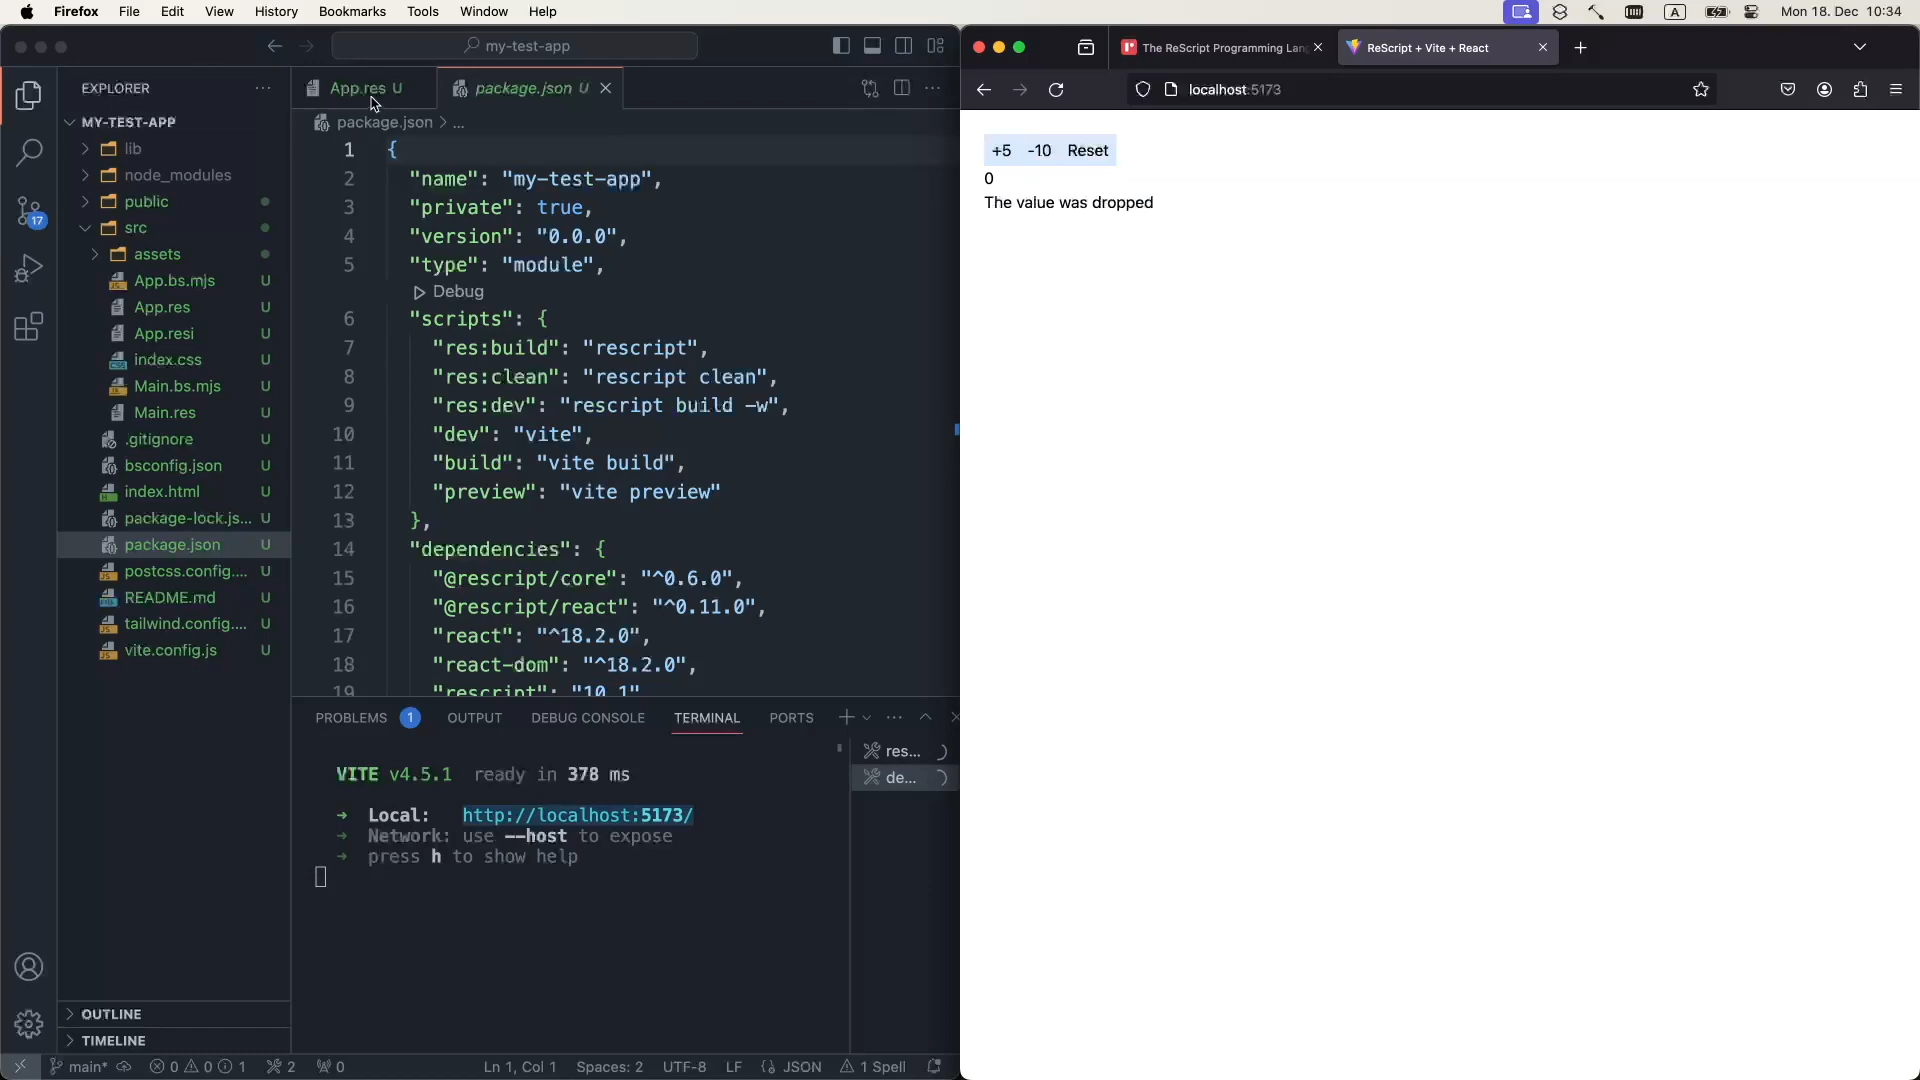 Firefox File Edit View History Bookmarks Tools Window Help A Mon 18. Dec 10:34
my-test-app
The ReScript Programming Lan
ReScript + Vite + React
localhost:5173
EXPLORER
MY-TEST-APP
lib
node_modules
public
src
assets
App.bs.mjs U
App.res U
App.resi U
index.css U
Main.bs.mjs U
Main.res U
.gitignore U
bsconfig.json U
index.html U
package-lock.js... U
package.json U
postcss.config.... U
README.md U
tailwind.config.... U
vite.config.js U
OUTLINE
TIMELINE
17
App.res U
package.json U
package.json > ...
1 {
2 "name": "my-test-app",
3 "private": true,
4 "version": "0.0.0",
5 "type": "module",
Debug
6 "scripts": {
7 "res:build": "rescript",
8 "res:clean": "rescript clean",
9 "res:dev": "rescript build -w",
10 "dev": "vite",
11 "build": "vite build",
12 "preview": "vite preview"
13 },
14 "dependencies": {
15 "@rescript/core": "^0.6.0",
16 "@rescript/react": "^0.11.0",
17 "react": "^18.2.0",
18 "react-dom": "^18.2.0",
19 "rescript": "10.1"
PROBLEMS 1 OUTPUT DEBUG CONSOLE TERMINAL PORTS
VITE v4.5.1 ready in 378 ms
➜ Local: http://localhost:5173/
➜ Network: use --host to expose
➜ press h to show help
res...
de...
main* 0 0 1 2 0 Ln 1, Col 1 Spaces: 2 UTF-8 LF {} JSON 1 Spell
+5 -10 Reset
0
The value was dropped